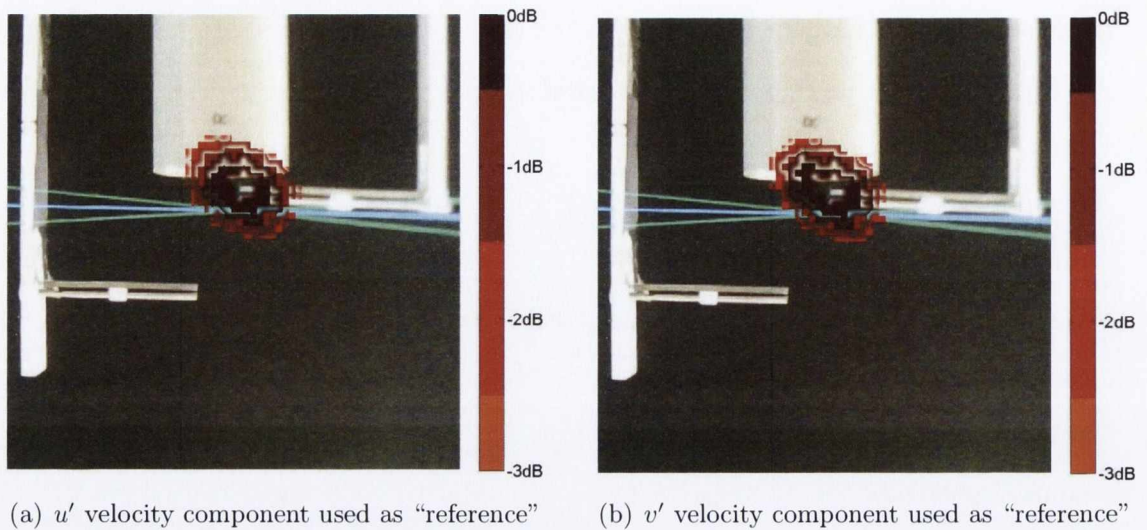 0dB
-1dB
-2dB
-3dB
0dB
-1dB
-2dB
-3dB
(a) u′ velocity component used as “reference”
(b) v′ velocity component used as “reference”